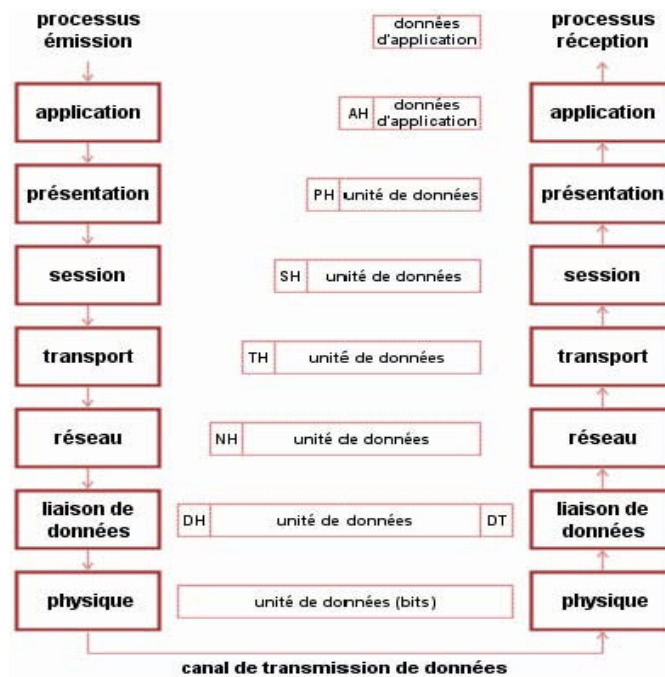 processus émission
données d'application
processus réception
application
AH données d'application
application
présentation
PH unité de données
présentation
session
SH unité de données
session
transport
TH unité de données
transport
réseau
NH unité de données
réseau
liaison de données
DH unité de données DT
liaison de données
physique
unité de données (bits)
physique
canal de transmission de données